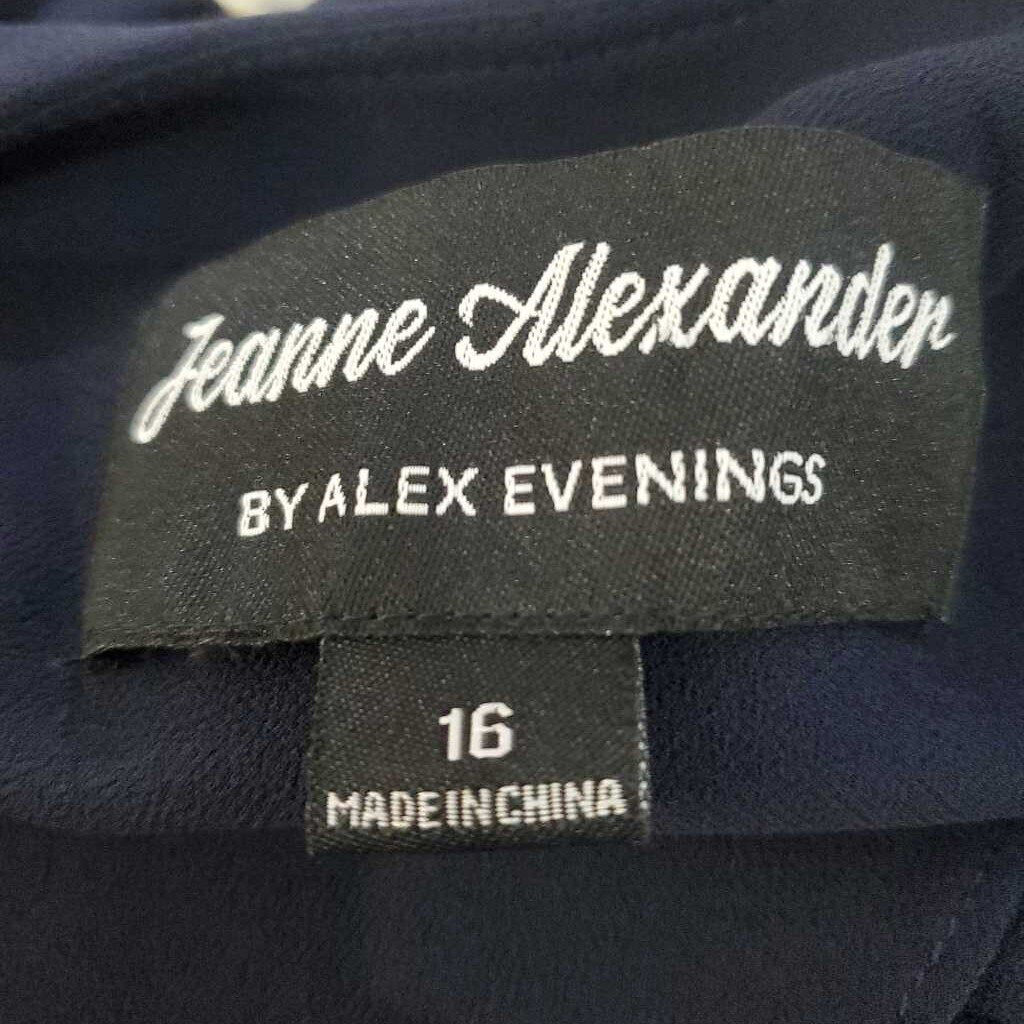 Jeanne Alexander
BY ALEX EVENINGS
16
MADE IN CHINA